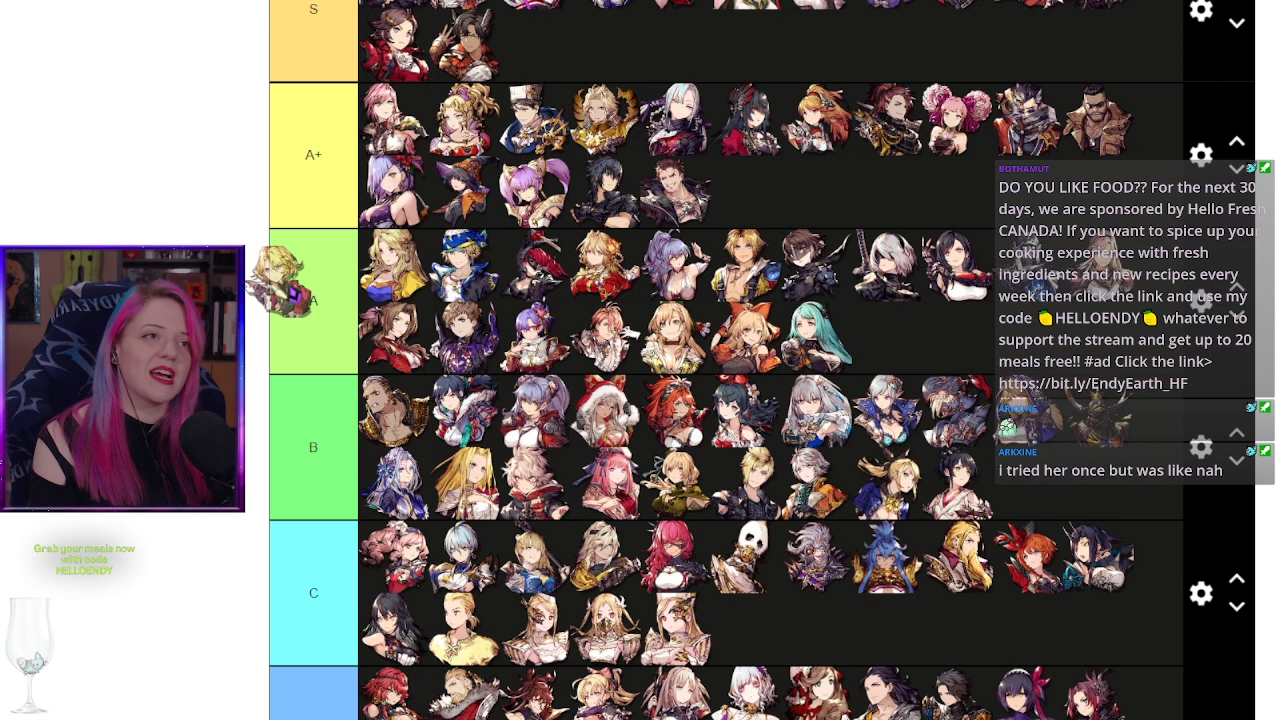 S
A+
A
B
C
BOTHAMUT
DO YOU LIKE FOOD?? For the next 30
days, we are sponsored by Hello Fresh
CANADA! If you want to spice up your
cooking experience with fresh
ingredients and new recipes every
week then click the link and use my
code 🍋HELLOENDY🍋 whatever to
support the stream and get up to 20
meals free!! #ad Click the link>
https://bit.ly/EndyEarth_HF
ARKXINE
ARKXINE
i tried her once but was like nah
Grab your meals now
with code
HELLOENDY